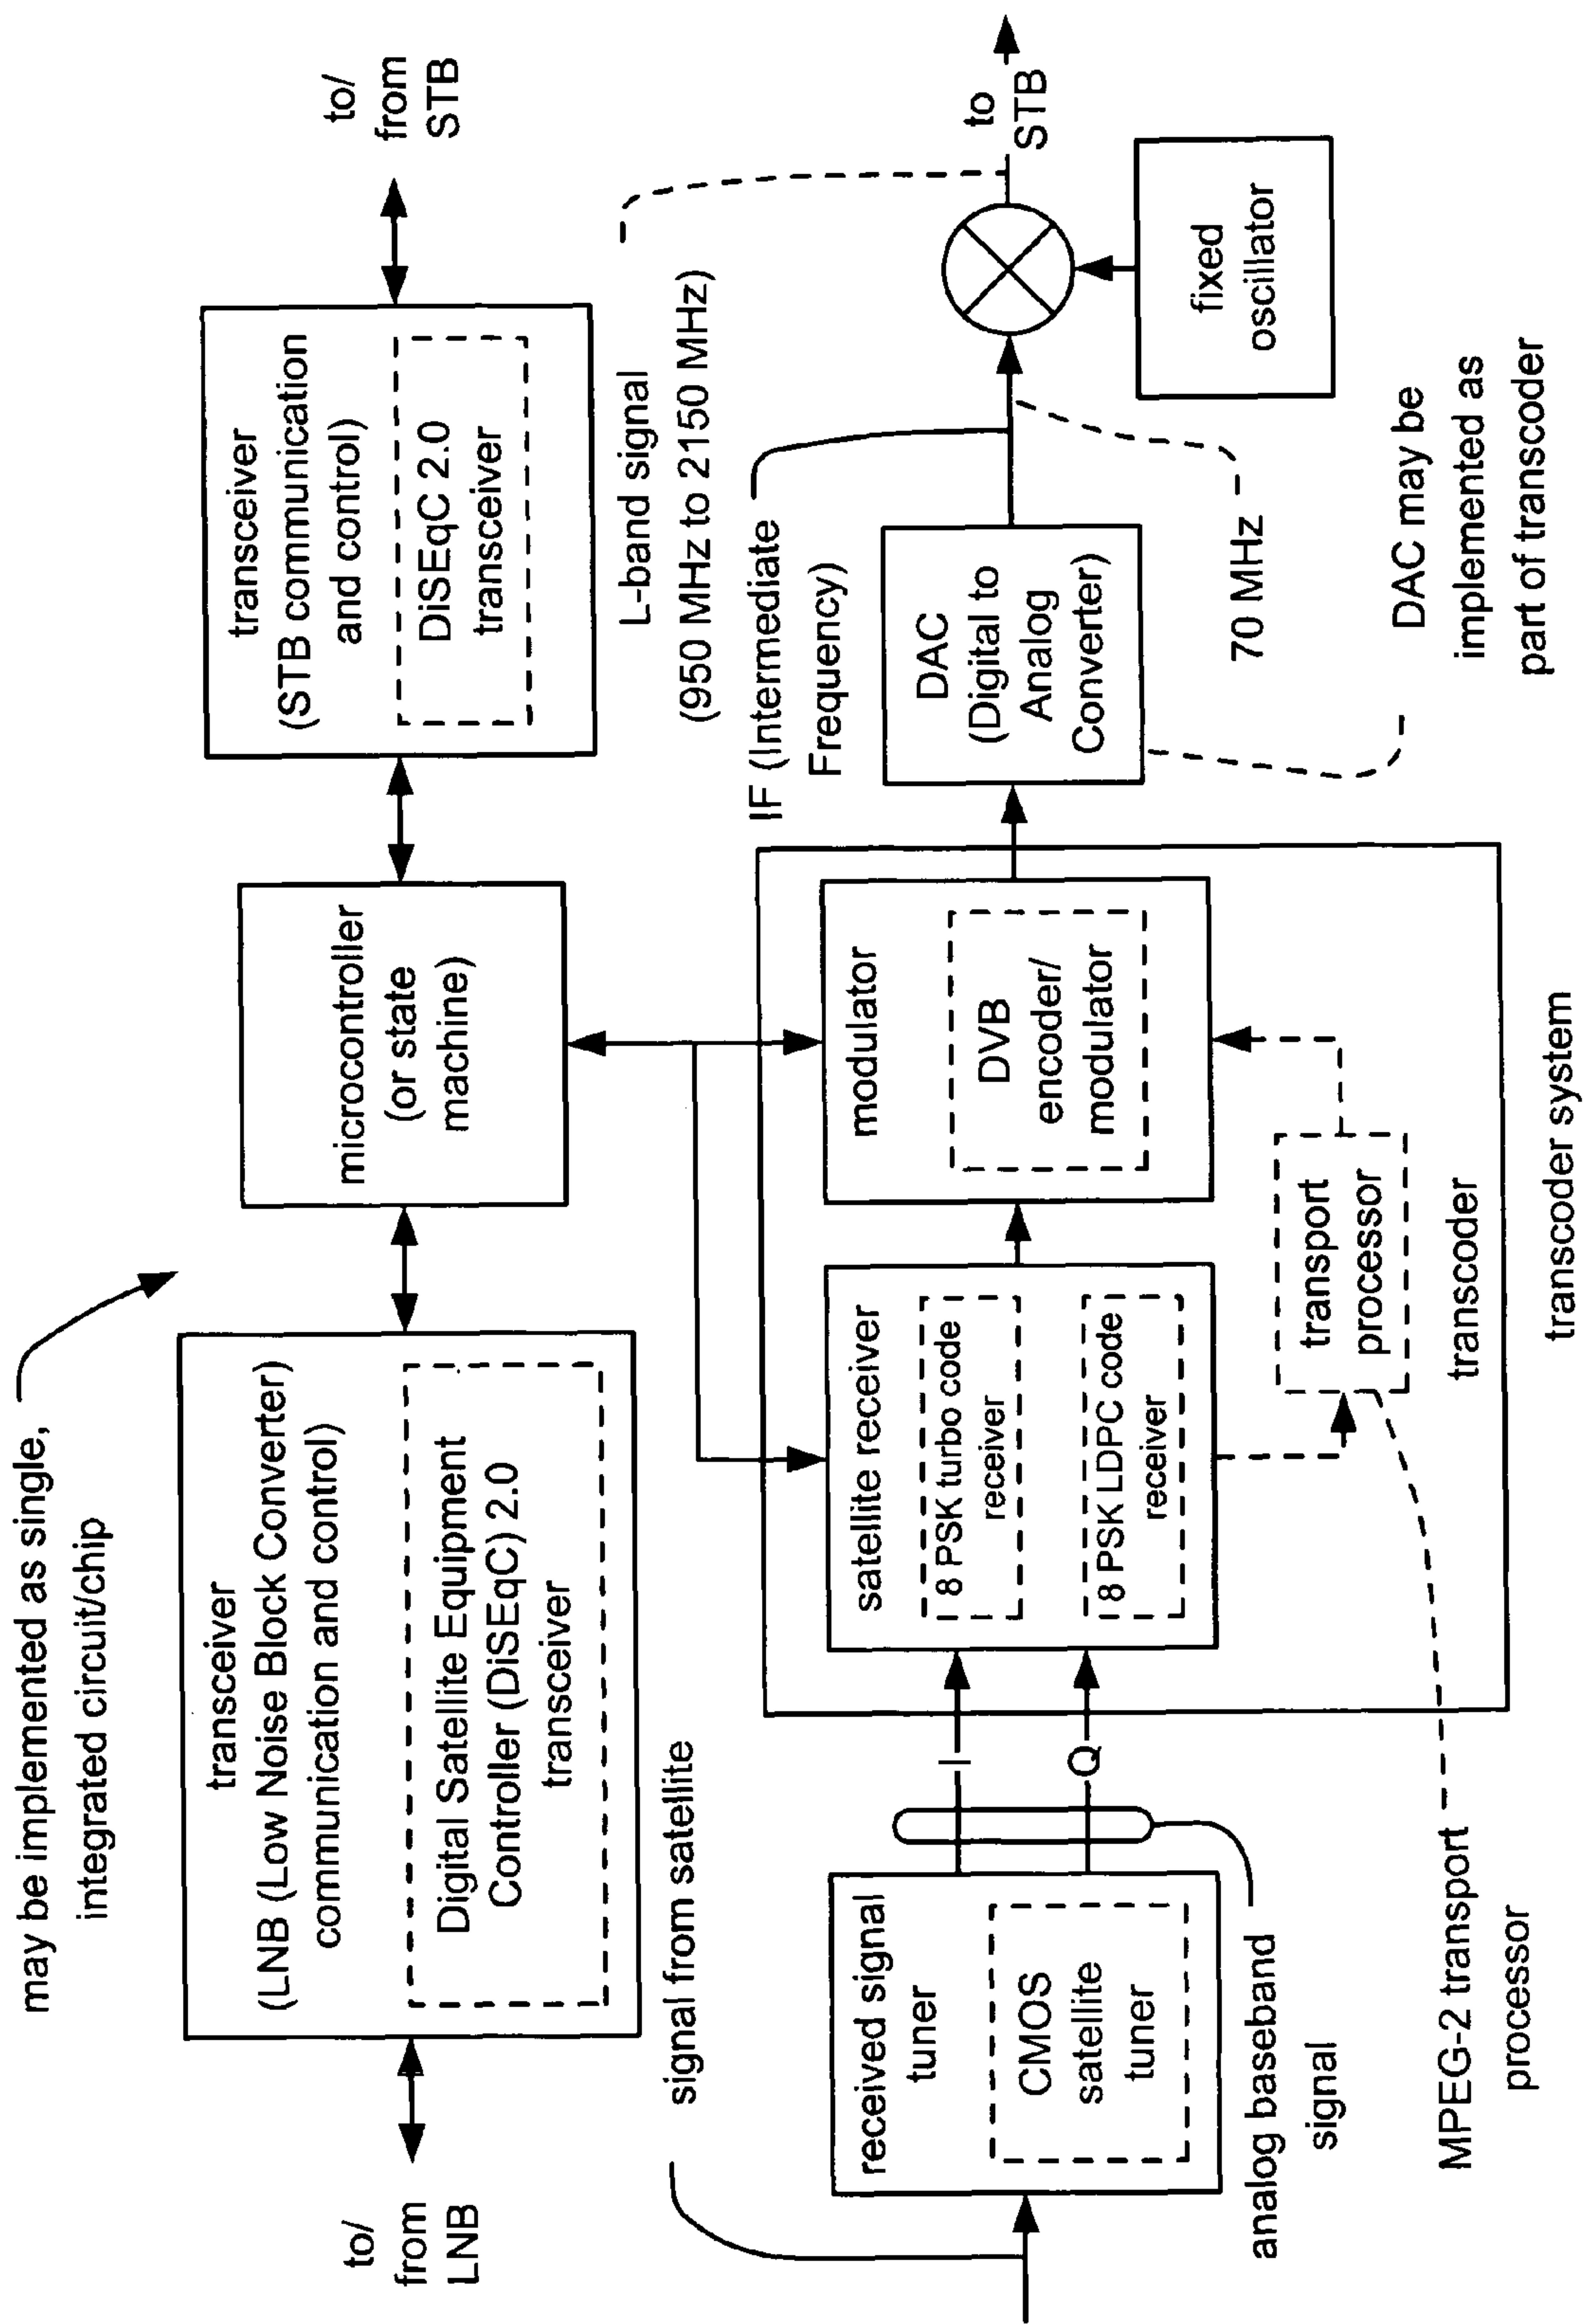 may be implemented as single,
integrated circuit/chip
to/
from
LNB
transceiver
(LNB (Low Noise Block Converter)
communication and control)
Digital Satellite Equipment
Controller (DiSEqC) 2.0
transceiver
microcontroller
(or state
machine)
transceiver
(STB communication
and control)
DiSEqC 2.0
transceiver
to/
from
STB
signal from satellite
L-band signal
(950 MHz to 2150 MHz)
IF (Intermediate
Frequency)
received signal
tuner
CMOS
satellite
tuner
I
Q
analog baseband
signal
satellite receiver
8 PSK turbo code
receiver
8 PSK LDPC code
receiver
modulator
DVB
encoder/
modulator
transport
processor
transcoder
DAC
(Digital to
Analog
Converter)
to
STB
fixed
oscillator
70 MHz
DAC may be
implemented as
part of transcoder
MPEG-2 transport
processor
transcoder system